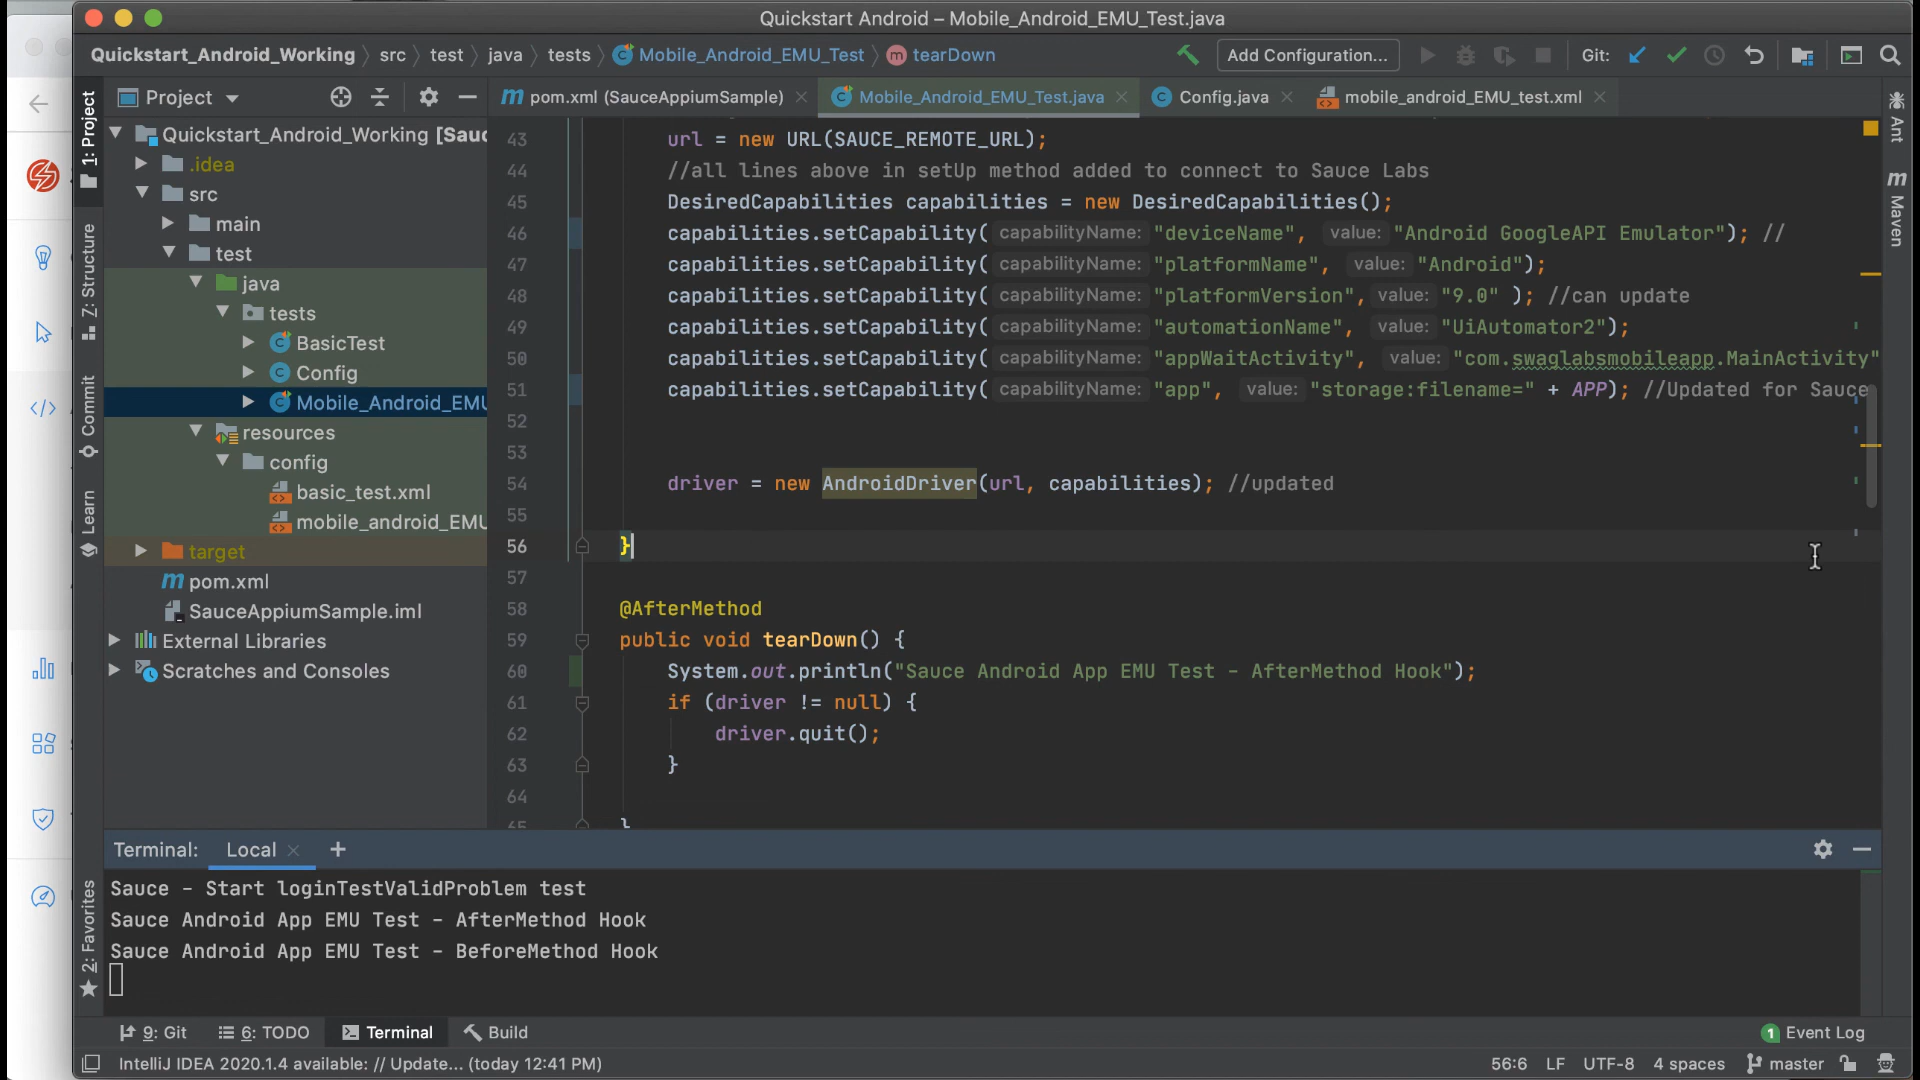 Quickstart Android – Mobile_Android_EMU_Test.java
Quickstart_Android_Working
src
test
java
tests
Mobile_Android_EMU_Test
tearDown
Add Configuration...
Git:
Project
pom.xml (SauceAppiumSample)
Mobile_Android_EMU_Test.java
Config.java
mobile_android_EMU_test.xml
1: Project
Z: Structure
Commit
Learn
2: Favorites
Ant
Maven
Quickstart_Android_Working [Sauc
.idea
src
main
test
java
tests
BasicTest
Config
Mobile_Android_EMU
resources
config
basic_test.xml
mobile_android_EMU
target
pom.xml
SauceAppiumSample.iml
External Libraries
Scratches and Consoles
43 url = new URL(SAUCE_REMOTE_URL);
44 //all lines above in setUp method added to connect to Sauce Labs
45 DesiredCapabilities capabilities = new DesiredCapabilities();
46 capabilities.setCapability( capabilityName: "deviceName", value: "Android GoogleAPI Emulator"); //
47 capabilities.setCapability( capabilityName: "platformName", value: "Android");
48 capabilities.setCapability( capabilityName: "platformVersion", value: "9.0" ); //can update
49 capabilities.setCapability( capabilityName: "automationName", value: "UiAutomator2");
50 capabilities.setCapability( capabilityName: "appWaitActivity", value: "com.swaglabsmobileapp.MainActivity"
51 capabilities.setCapability( capabilityName: "app", value: "storage:filename=" + APP); //Updated for Sauce
52
53
54 driver = new AndroidDriver(url, capabilities); //updated
55
56 }
57
58 @AfterMethod
59 public void tearDown() {
60 System.out.println("Sauce Android App EMU Test - AfterMethod Hook");
61 if (driver != null) {
62 driver.quit();
63 }
64
65 }
Terminal:
Local
+
Sauce - Start loginTestValidProblem test
Sauce Android App EMU Test - AfterMethod Hook
Sauce Android App EMU Test - BeforeMethod Hook
9: Git
6: TODO
Terminal
Build
1 Event Log
IntelliJ IDEA 2020.1.4 available: // Update... (today 12:41 PM)
56:6
LF
UTF-8
4 spaces
master